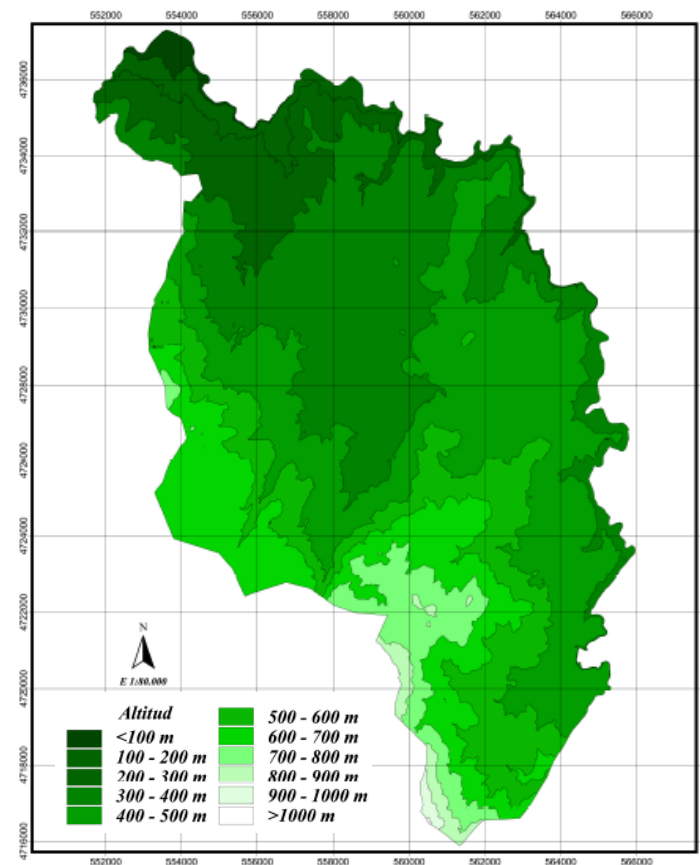 552000 554000 556000 558000 560000 562000 564000 566000
4736000
4734000
4732000
4730000
4728000
4726000
4724000
4722000
4720000
4718000
4716000
N
E 1:80.000
Altitud
<100 m
100 - 200 m
200 - 300 m
300 - 400 m
400 - 500 m
500 - 600 m
600 - 700 m
700 - 800 m
800 - 900 m
900 - 1000 m
>1000 m
552000 554000 556000 558000 560000 562000 564000 566000